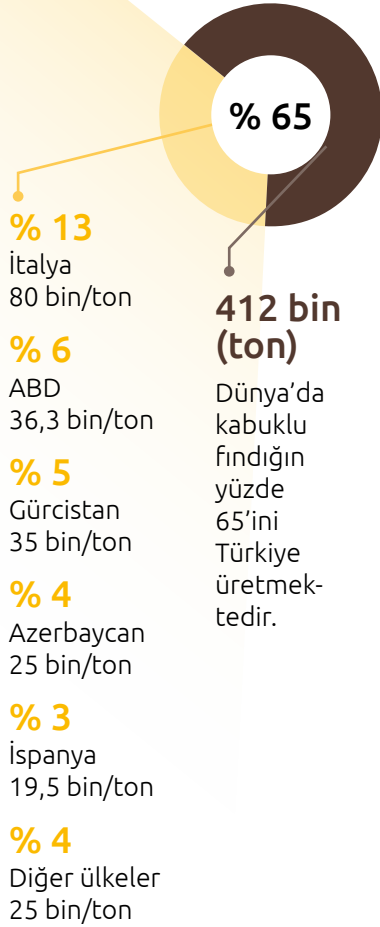 % 65
% 13
İtalya
80 bin/ton
% 6
ABD
36,3 bin/ton
% 5
Gürcistan
35 bin/ton
% 4
Azerbaycan
25 bin/ton
% 3
İspanya
19,5 bin/ton
% 4
Diğer ülkeler
25 bin/ton
412 bin
(ton)
Dünya’da
kabuklu
fındığın
yüzde
65’ini
Türkiye
üretmek-
tedir.